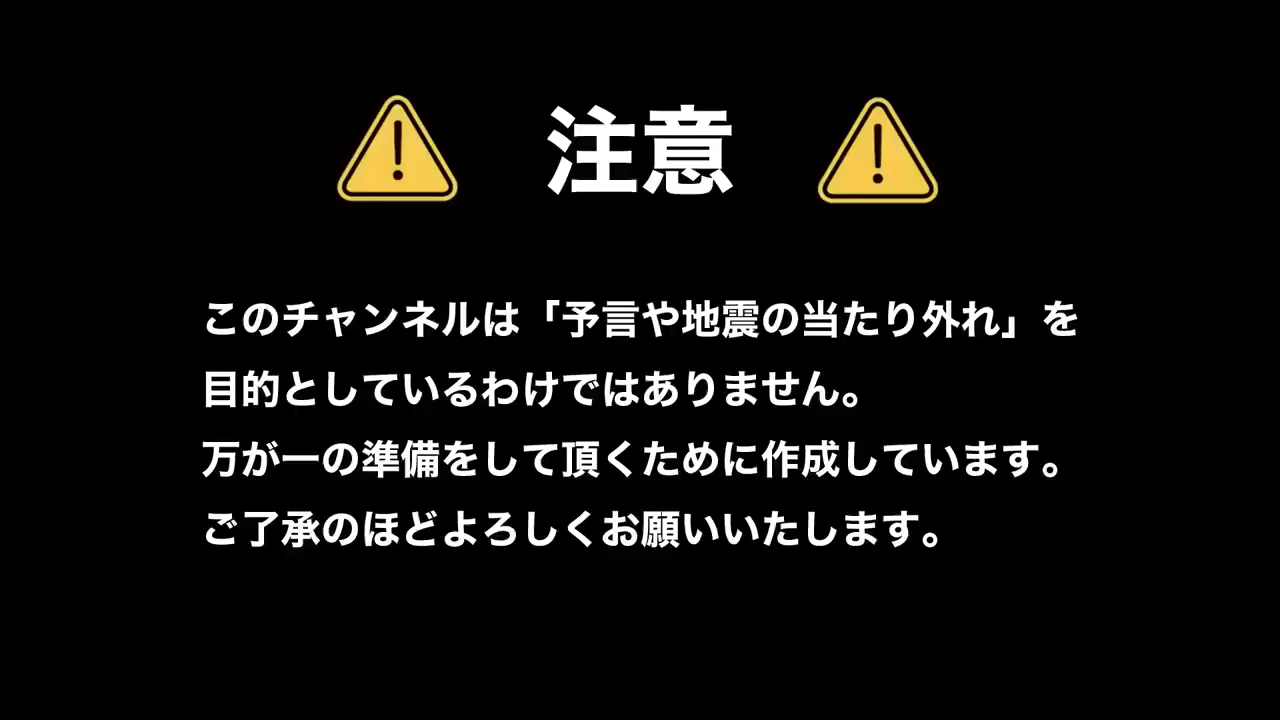 注意
このチャンネルは「予言や地震の当たり外れ」を
目的としているわけではありません。
万が一の準備をして頂くために作成しています。
ご了承のほどよろしくお願いいたします。